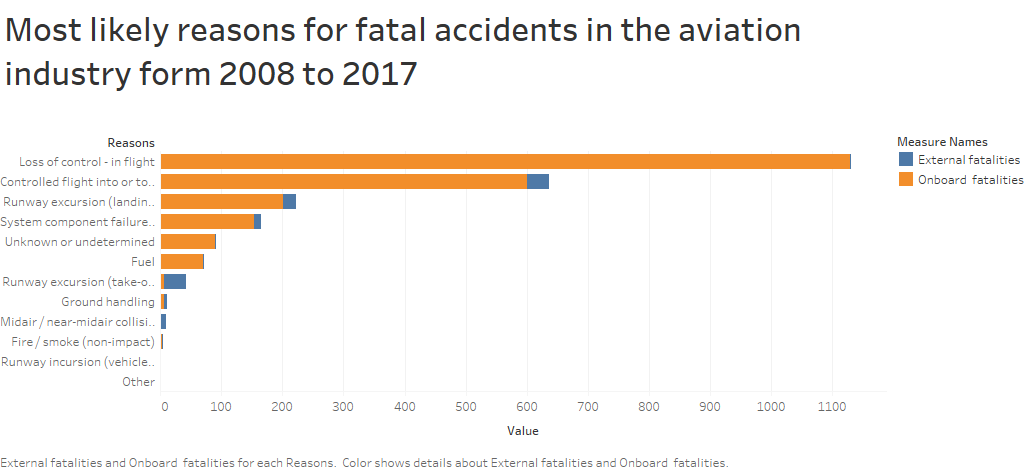 Most likely reasons for fatal accidents in the aviation
industry form 2008 to 2017
Reasons
Loss of control - in flight
Controlled flight into or to..
Runway excursion (landin..
System component failure..
Unknown or undetermined
Fuel
Runway excursion (take-o..
Ground handling
Midair / near-midair collisi..
Fire / smoke (non-impact)
Runway incursion (vehicle..
Other
0 100 200 300 400 500 600 700 800 900 1000 1100
Value
Measure Names
External fatalities
Onboard fatalities
External fatalities and Onboard fatalities for each Reasons. Color shows details about External fatalities and Onboard fatalities.